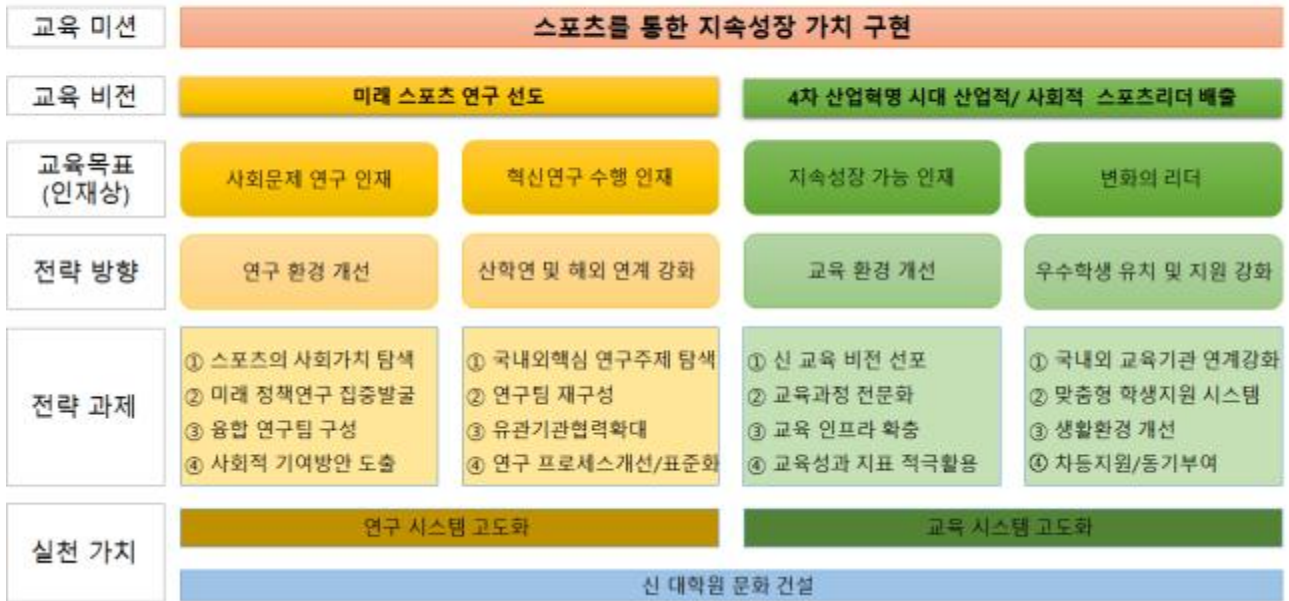 교육 미션
스포츠를 통한 지속성장 가치 구현
교육 비전
미래 스포츠 연구 선도
4차 산업혁명 시대 산업적/ 사회적 스포츠리더 배출
교육목표
(인재상)
사회문제 연구 인재
혁신연구 수행 인재
지속성장 가능 인재
변화의 리더
전략 방향
연구 환경 개선
산학연 및 해외 연계 강화
교육 환경 개선
우수학생 유치 및 지원 강화
전략 과제
① 스포츠의 사회가치 탐색
② 미래 정책연구 집중발굴
③ 융합 연구팀 구성
④ 사회적 기여방안 도출
① 국내외핵심 연구주제 탐색
② 연구팀 재구성
③ 유관기관협력확대
④ 연구 프로세스개선/표준화
① 신 교육 비전 선포
② 교육과정 전문화
③ 교육 인프라 확충
④ 교육성과 지표 적극활용
① 국내외 교육기관 연계강화
② 맞춤형 학생지원 시스템
③ 생활환경 개선
④ 차등지원/동기부여
실천 가치
연구 시스템 고도화
교육 시스템 고도화
신 대학원 문화 건설